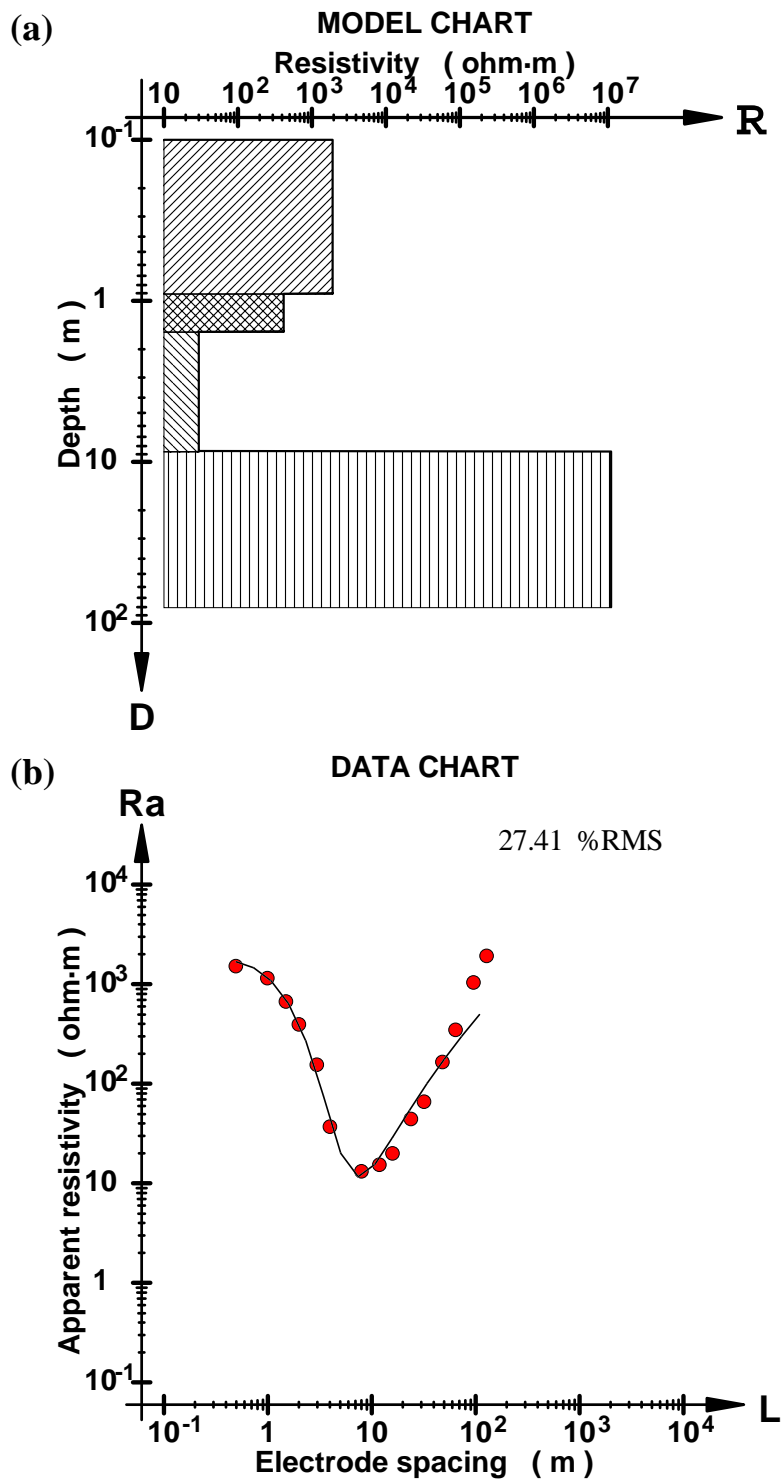 (a)
MODEL CHART
Resistivity ( ohm·m )
10 10² 10³ 10⁴ 10⁵ 10⁶ 10⁷
R
10⁻¹
1
10
10²
Depth ( m )
D
(b)
DATA CHART
Ra
27.41 %RMS
10⁴
10³
10²
10
1
10⁻¹
Apparent resistivity ( ohm·m )
10⁻¹ 1 10 10² 10³ 10⁴
L
Electrode spacing ( m )